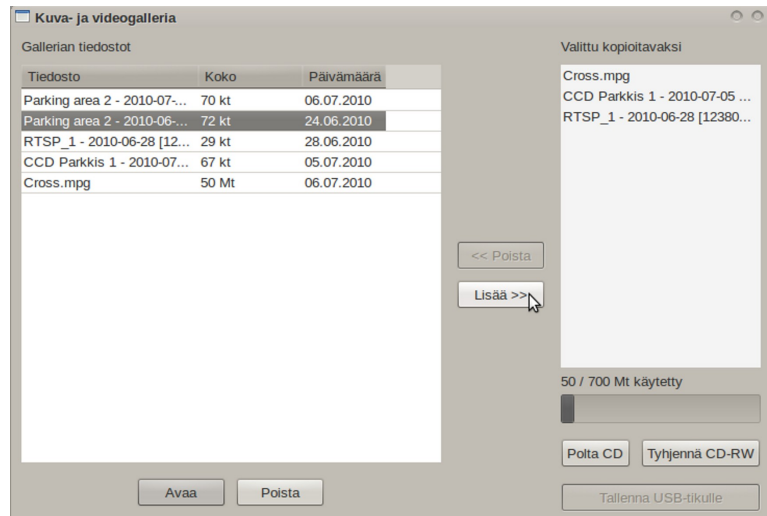 Kuva- ja videogalleria
Gallerian tiedostot
Tiedosto Koko Päivämäärä
Parking area 2 - 2010-07-... 70 kt 06.07.2010
Parking area 2 - 2010-06-... 72 kt 24.06.2010
RTSP_1 - 2010-06-28 [12... 29 kt 28.06.2010
CCD Parkkis 1 - 2010-07... 67 kt 05.07.2010
Cross.mpg 50 Mt 06.07.2010
Avaa Poista
<< Poista
Lisää >>
Valittu kopioitavaksi
Cross.mpg
CCD Parkkis 1 - 2010-07-05 ...
RTSP_1 - 2010-06-28 [12380...
50 / 700 Mt käytetty
Polta CD Tyhjennä CD-RW
Tallenna USB-tikulle